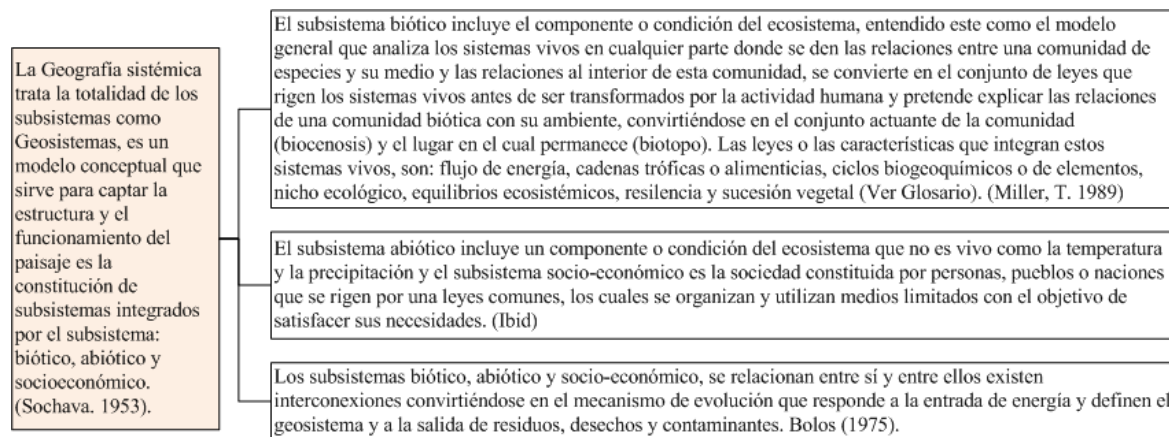 La Geografía sistémica
trata la totalidad de los
subsistemas como
Geosistemas, es un
modelo conceptual que
sirve para captar la
estructura y el
funcionamiento del
paisaje es la
constitución de
subsistemas integrados
por el subsistema:
biótico, abiótico y
socioeconómico.
(Sochava. 1953).
El subsistema biótico incluye el componente o condición del ecosistema, entendido este como el modelo
general que analiza los sistemas vivos en cualquier parte donde se den las relaciones entre una comunidad de
especies y su medio y las relaciones al interior de esta comunidad, se convierte en el conjunto de leyes que
rigen los sistemas vivos antes de ser transformados por la actividad humana y pretende explicar las relaciones
de una comunidad biótica con su ambiente, convirtiéndose en el conjunto actuante de la comunidad
(biocenosis) y el lugar en el cual permanece (biotopo). Las leyes o las características que integran estos
sistemas vivos, son: flujo de energía, cadenas tróficas o alimenticias, ciclos biogeoquímicos o de elementos,
nicho ecológico, equilibrios ecosistémicos, resilencia y sucesión vegetal (Ver Glosario). (Miller, T. 1989)
El subsistema abiótico incluye un componente o condición del ecosistema que no es vivo como la temperatura
y la precipitación y el subsistema socio-económico es la sociedad constituida por personas, pueblos o naciones
que se rigen por una leyes comunes, los cuales se organizan y utilizan medios limitados con el objetivo de
satisfacer sus necesidades. (Ibid)
Los subsistemas biótico, abiótico y socio-económico, se relacionan entre sí y entre ellos existen
interconexiones convirtiéndose en el mecanismo de evolución que responde a la entrada de energía y definen el
geosistema y a la salida de residuos, desechos y contaminantes. Bolos (1975).